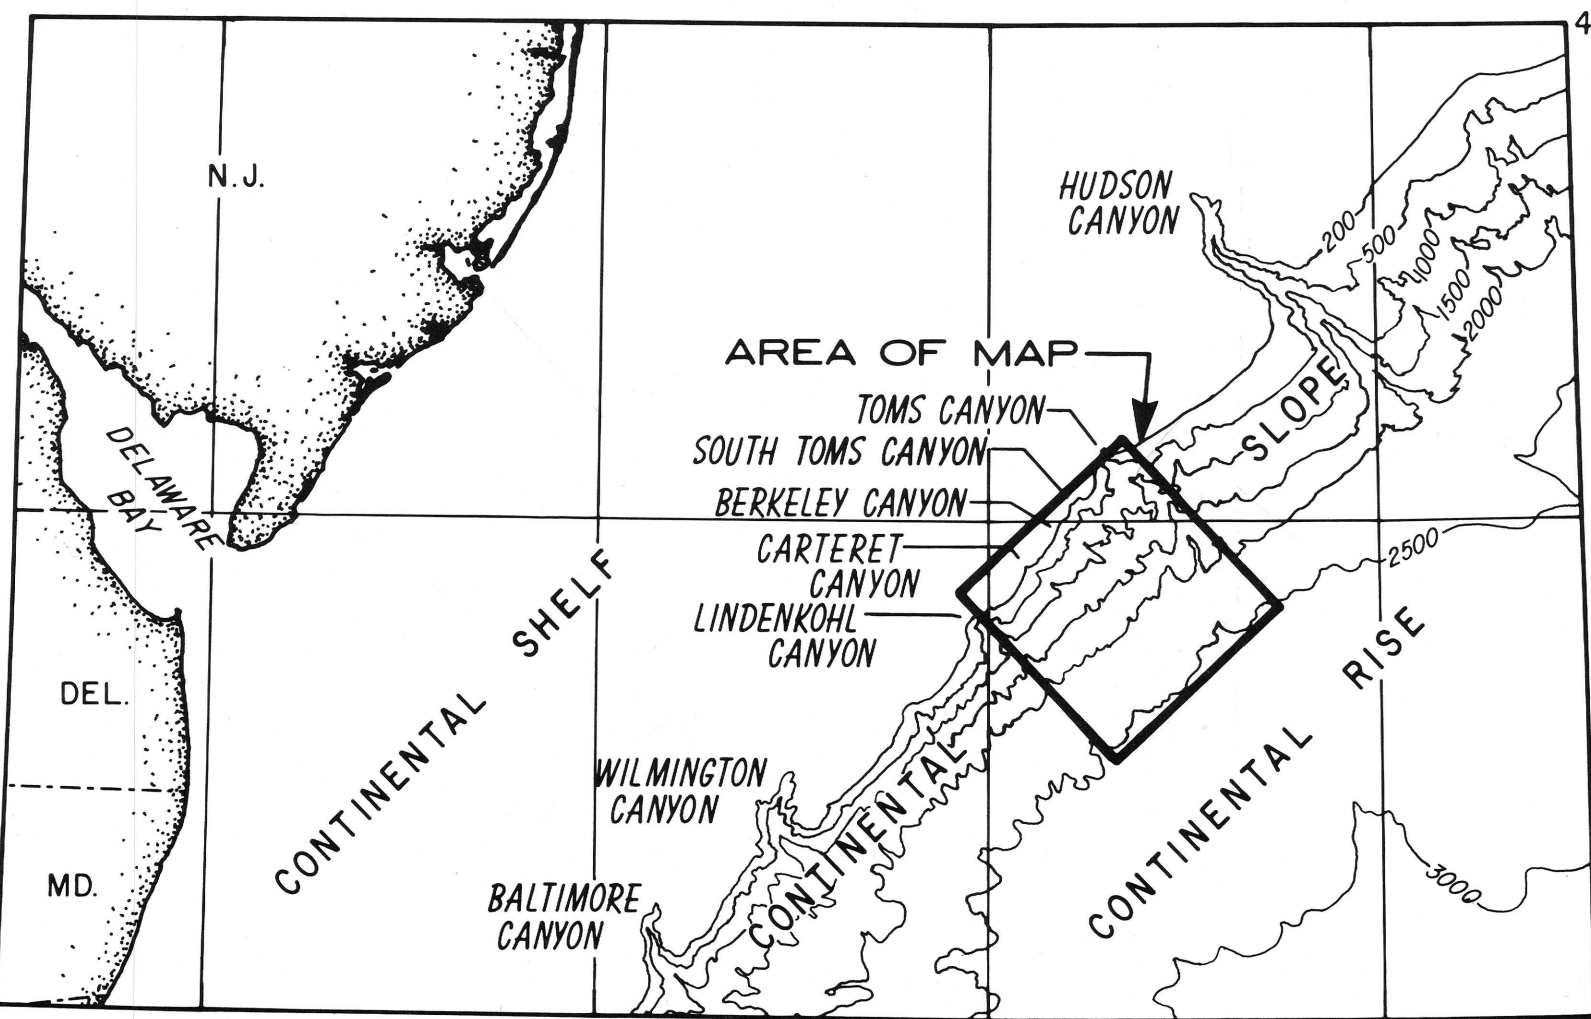 4
N.J.
HUDSON
CANYON
200
500
1000
1500
2000
AREA OF MAP
TOMS CANYON
SOUTH TOMS CANYON
BERKELEY CANYON
CARTERET
CANYON
LINDENKOHL
CANYON
DELAWARE
BAY
CONTINENTAL SHELF
CONTINENTAL SLOPE
2500
CONTINENTAL RISE
DEL.
WILMINGTON
CANYON
MD.
BALTIMORE
CANYON
3000